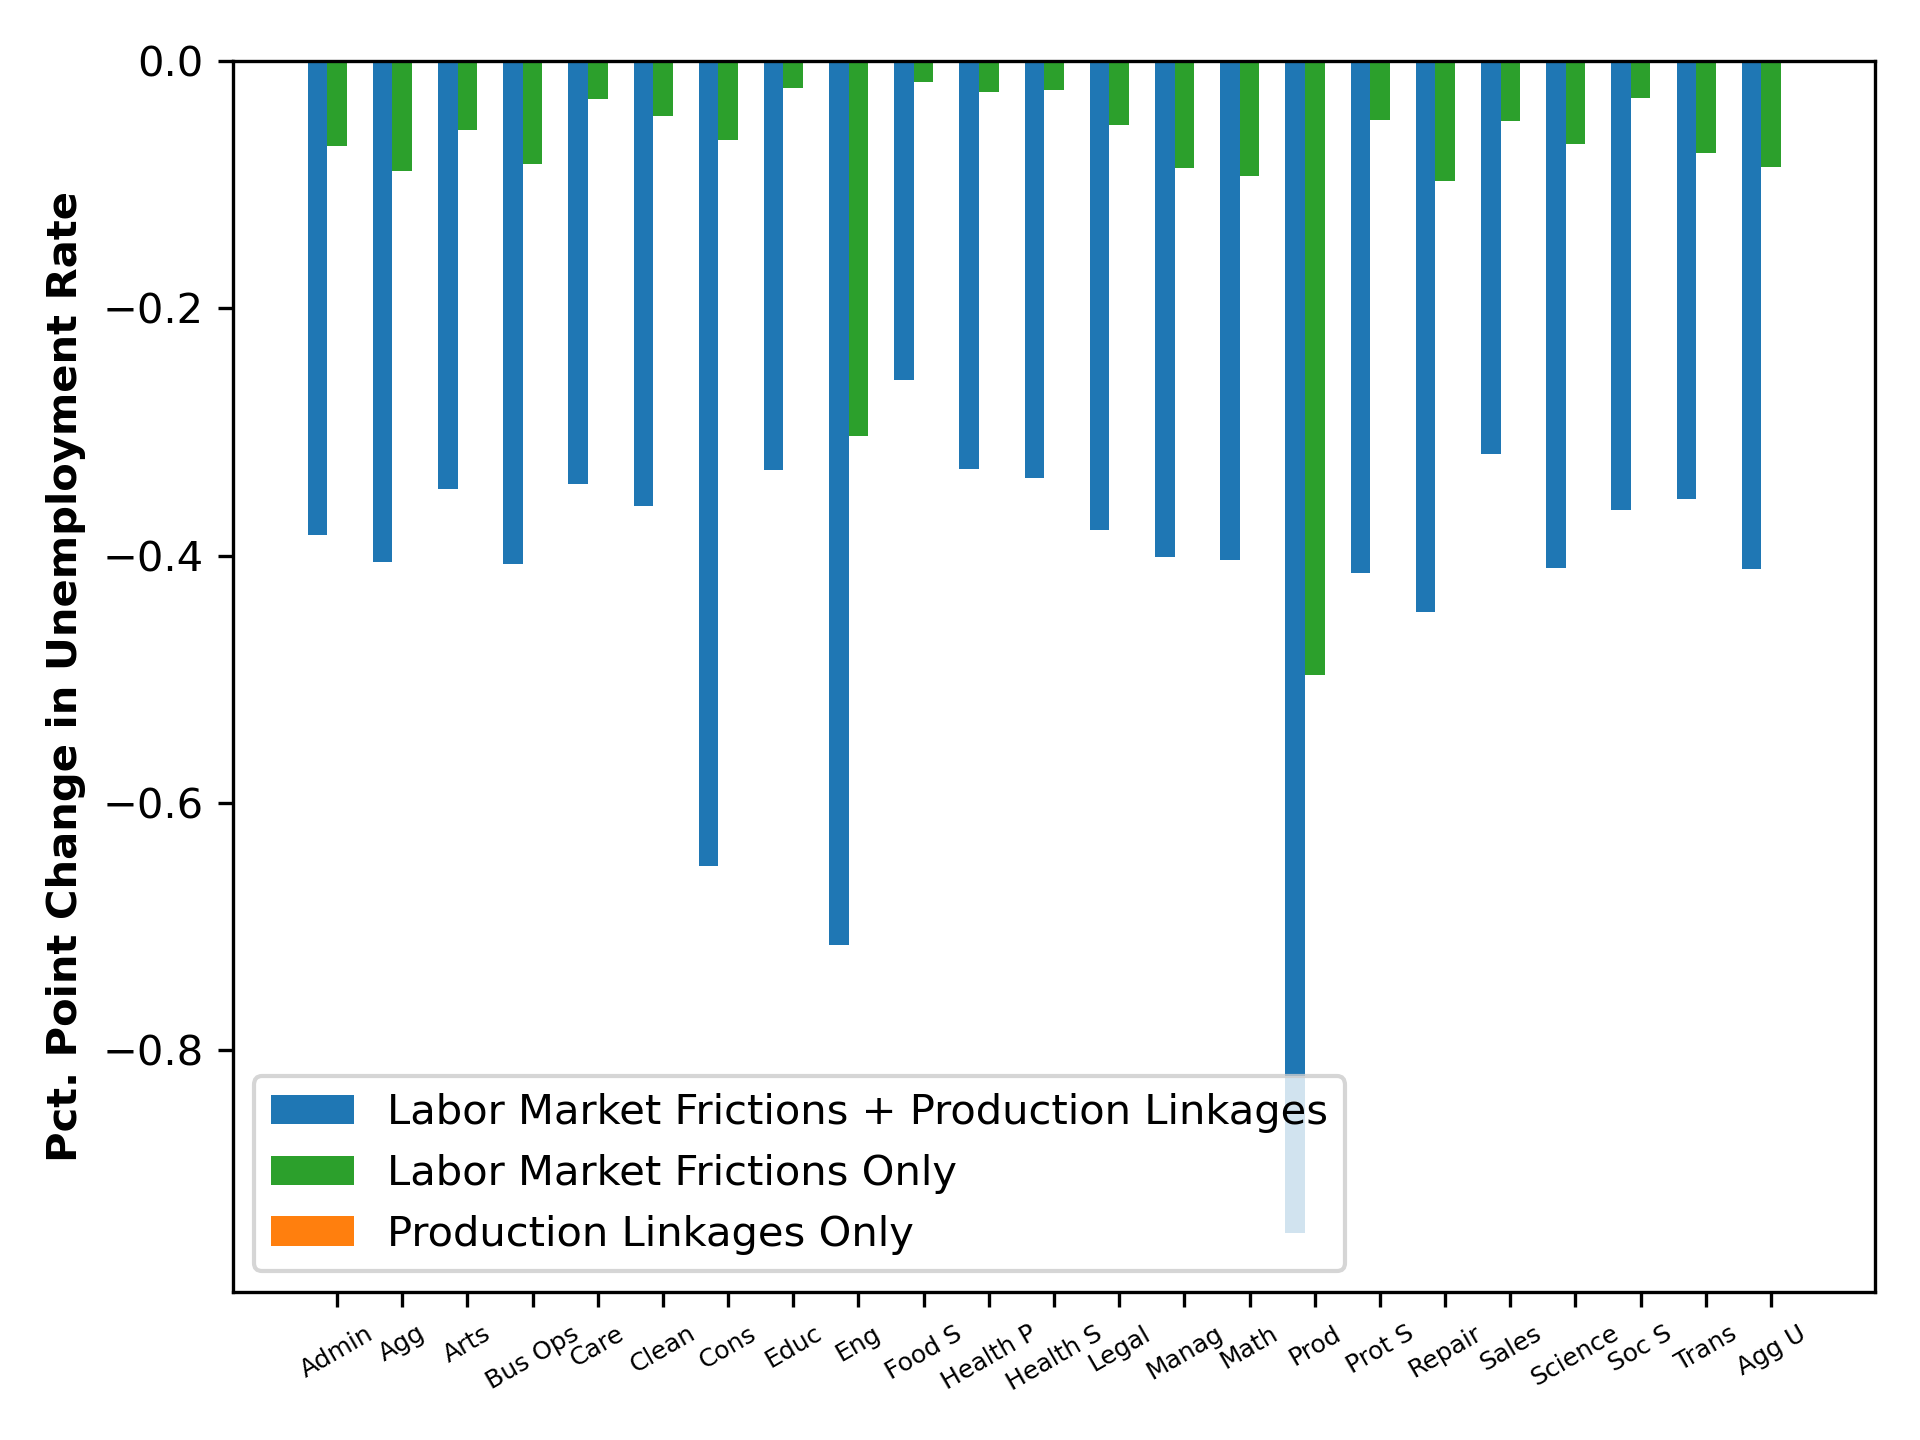 Pct. Point Change in Unemployment Rate
0.0
−0.2
−0.4
−0.6
−0.8
Labor Market Frictions + Production Linkages
Labor Market Frictions Only
Production Linkages Only
Admin
Agg
Arts
Bus Ops
Care
Clean
Cons
Educ
Eng
Food S
Health P
Health S
Legal
Manag
Math
Prod
Prot S
Repair
Sales
Science
Soc S
Trans
Agg U